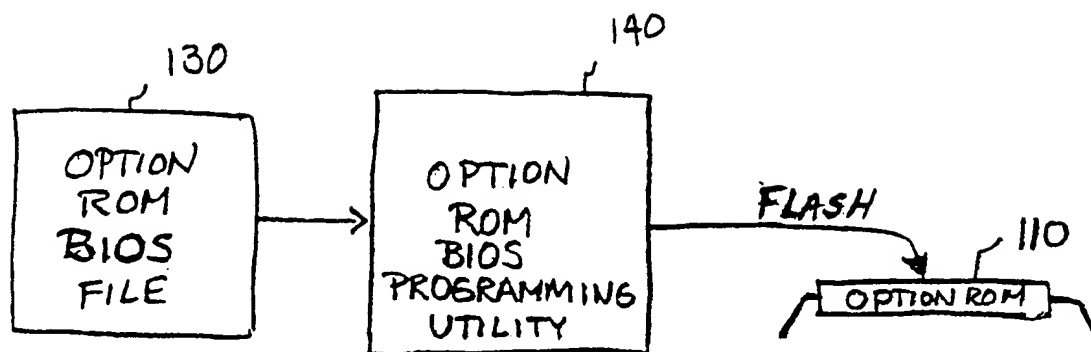 130
OPTION
ROM
BIOS
FILE
140
OPTION
ROM
BIOS
PROGRAMMING
UTILITY
FLASH
110
OPTION ROM